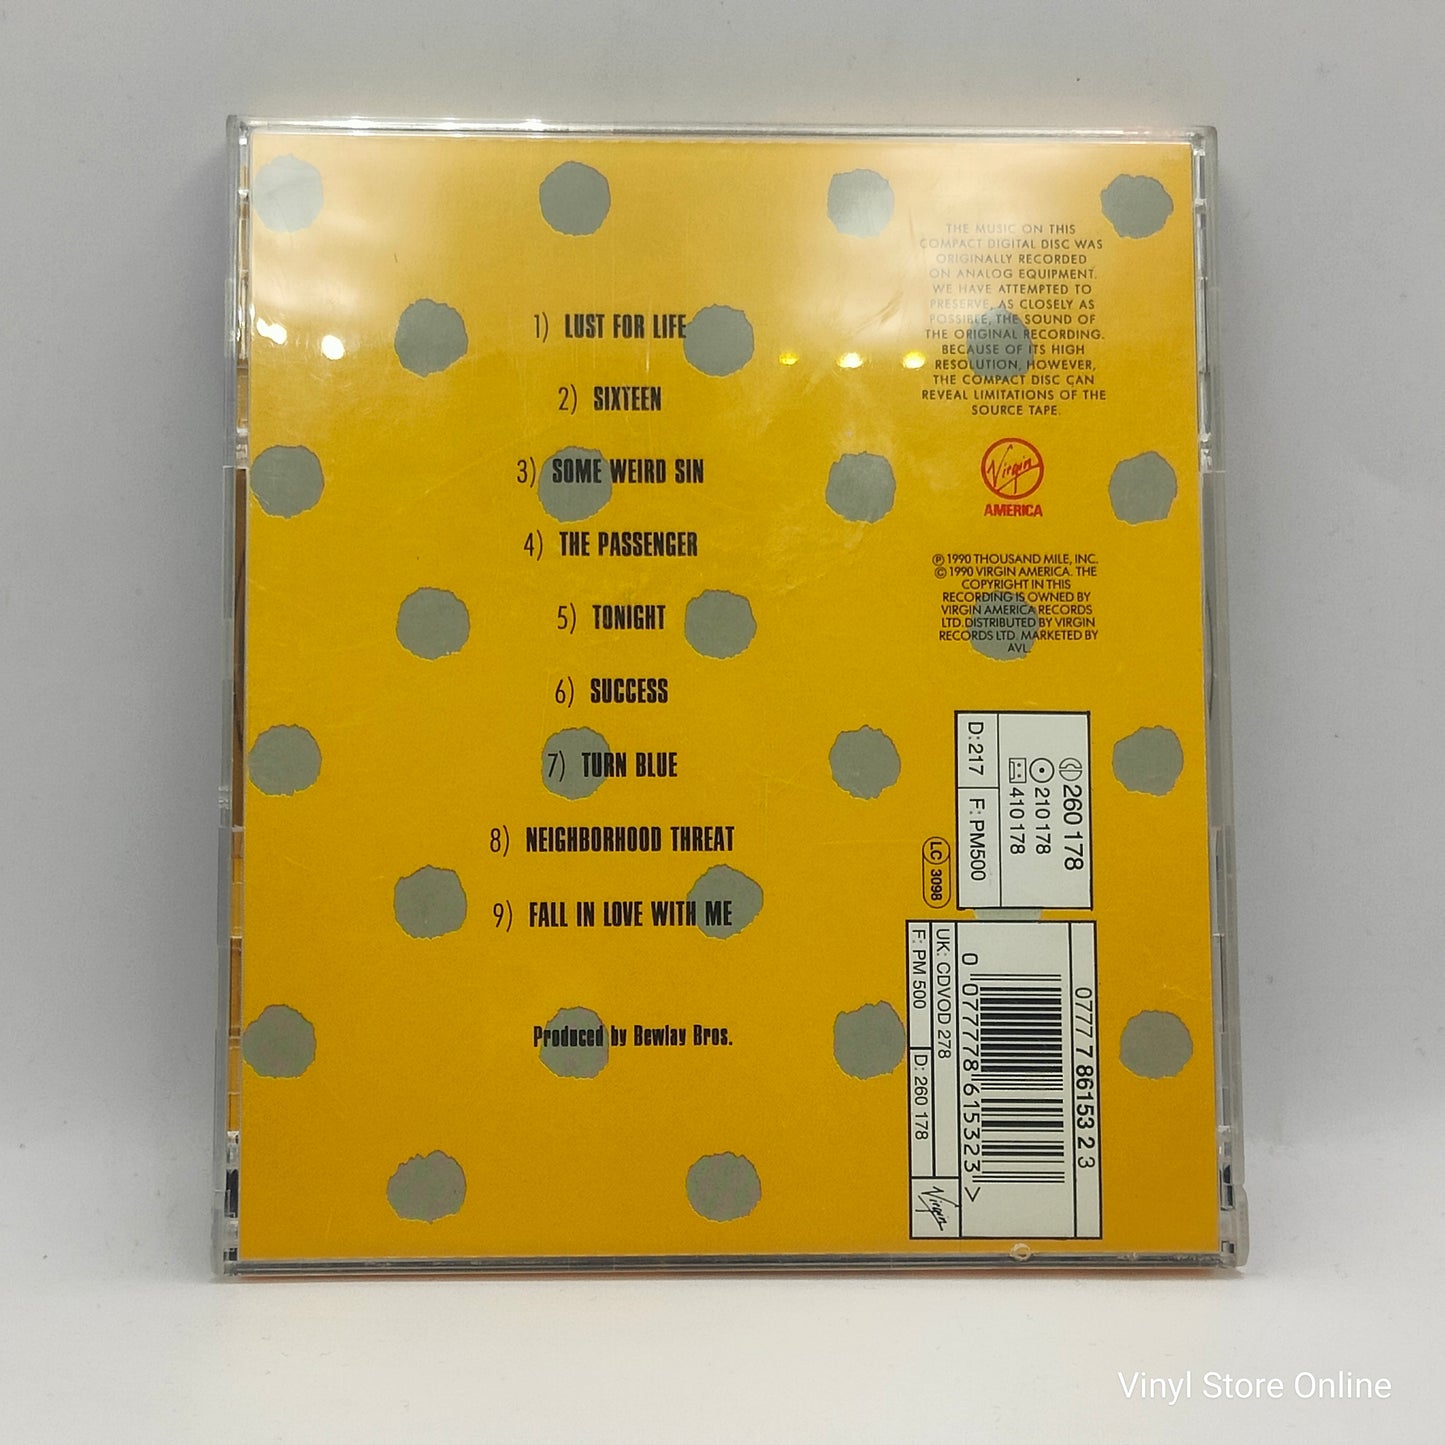 1) LUST FOR LIFE
2) SIXTEEN
3) SOME WEIRD SIN
4) THE PASSENGER
5) TONIGHT
6) SUCCESS
7) TURN BLUE
8) NEIGHBORHOOD THREAT
9) FALL IN LOVE WITH ME
Produced by Bewlay Bros.
THE MUSIC ON THIS
COMPACT DIGITAL DISC WAS
ORIGINALLY RECORDED
ON ANALOG EQUIPMENT.
WE HAVE ATTEMPTED TO
PRESERVE, AS CLOSELY AS
POSSIBLE, THE SOUND OF
THE ORIGINAL RECORDING.
BECAUSE OF ITS HIGH
RESOLUTION, HOWEVER,
THE COMPACT DISC CAN
REVEAL LIMITATIONS OF THE
SOURCE TAPE.
Virgin
AMERICA
℗ 1990 THOUSAND MILE, INC.
© 1990 VIRGIN AMERICA. THE
COPYRIGHT IN THIS
RECORDING IS OWNED BY
VIRGIN AMERICA RECORDS
LTD. DISTRIBUTED BY VIRGIN
RECORDS LTD. MARKETED BY
AVL.
260 178
210 178
410 178
D: 217 F: PM500
LC 3098
0777 7 86153 2 3
0 077778 615323 >
UK: CDVOD 278
F: PM 500 D: 260 178
Virgin
Vinyl Store Online